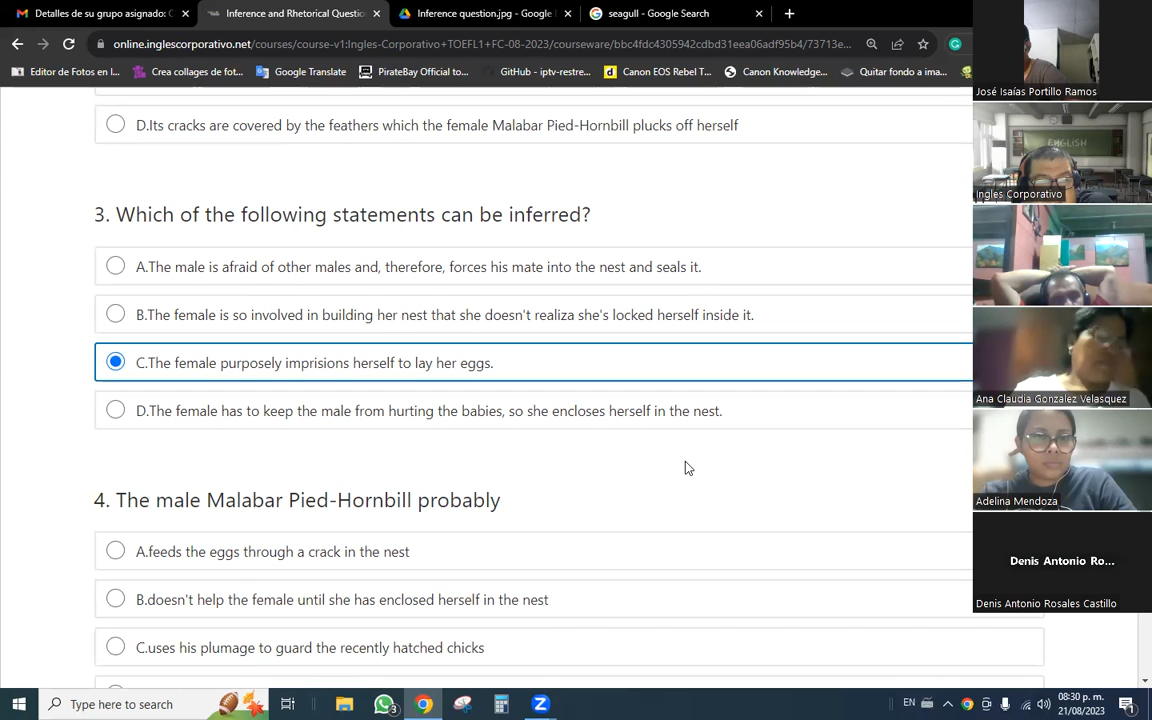 Detalles de su grupo asignado: C
Inference and Rhetorical Questio
Inference question.jpg - Google
seagull - Google Search
online.inglescorporativo.net/courses/course-v1:Ingles-Corporativo+TOEFL1+FC-08-2023/courseware/bbc4fdc4305942cdbd31eea06adf95b4/73713e...
Editor de Fotos en l...
Crea collages de fot...
Google Translate
PirateBay Official to...
GitHub - iptv-restre...
Canon EOS Rebel T...
Canon Knowledge...
Quitar fondo a ima...
D.Its cracks are covered by the feathers which the female Malabar Pied-Hornbill plucks off herself
3. Which of the following statements can be inferred?
A.The male is afraid of other males and, therefore, forces his mate into the nest and seals it.
B.The female is so involved in building her nest that she doesn't realiza she's locked herself inside it.
C.The female purposely imprisions herself to lay her eggs.
D.The female has to keep the male from hurting the babies, so she encloses herself in the nest.
4. The male Malabar Pied-Hornbill probably
A.feeds the eggs through a crack in the nest
B.doesn't help the female until she has enclosed herself in the nest
C.uses his plumage to guard the recently hatched chicks
José Isaías Portillo Ramos
ENGLISH
Ingles Corporativo
Ana Claudia Gonzalez Velasquez
Adelina Mendoza
Denis Antonio Ro...
Denis Antonio Rosales Castillo
Type here to search
3
EN
08:30 p. m.
21/08/2023
1